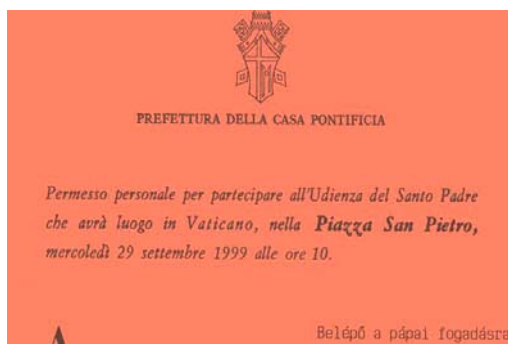 PREFETTURA DELLA CASA PONTIFICIA
Permesso personale per partecipare all'Udienza del Santo Padre
che avrà luogo in Vaticano, nella Piazza San Pietro,
mercoledì 29 settembre 1999 alle ore 10.
Belépő a pápai fogadásra
A